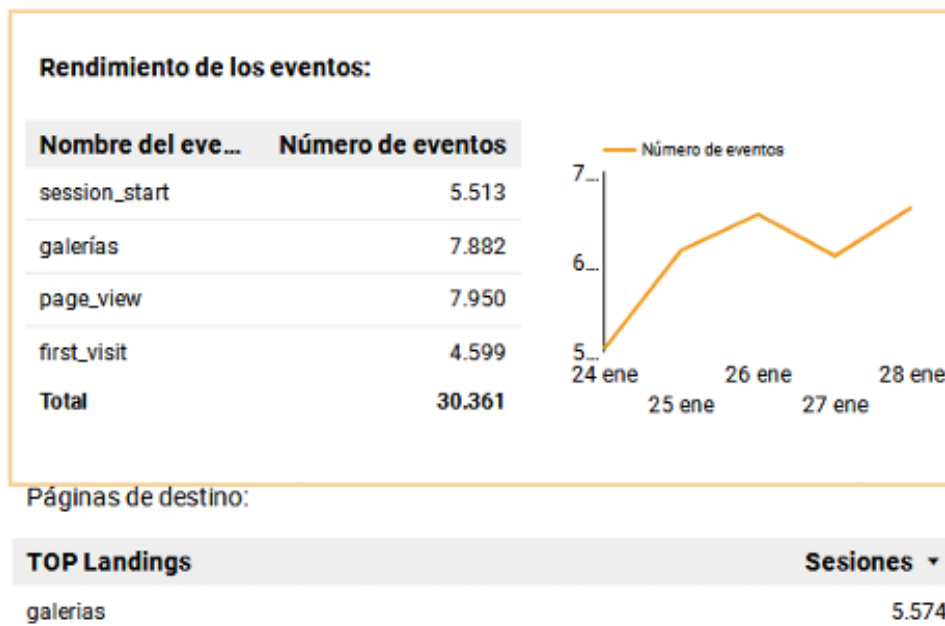 Rendimiento de los eventos:
Nombre del eve... Número de eventos
session_start 5.513
galerías 7.882
page_view 7.950
first_visit 4.599
Total 30.361
Número de eventos
7...
6...
5...
24 ene 26 ene 28 ene
25 ene 27 ene
Páginas de destino:
TOP Landings Sesiones
galerias 5.574